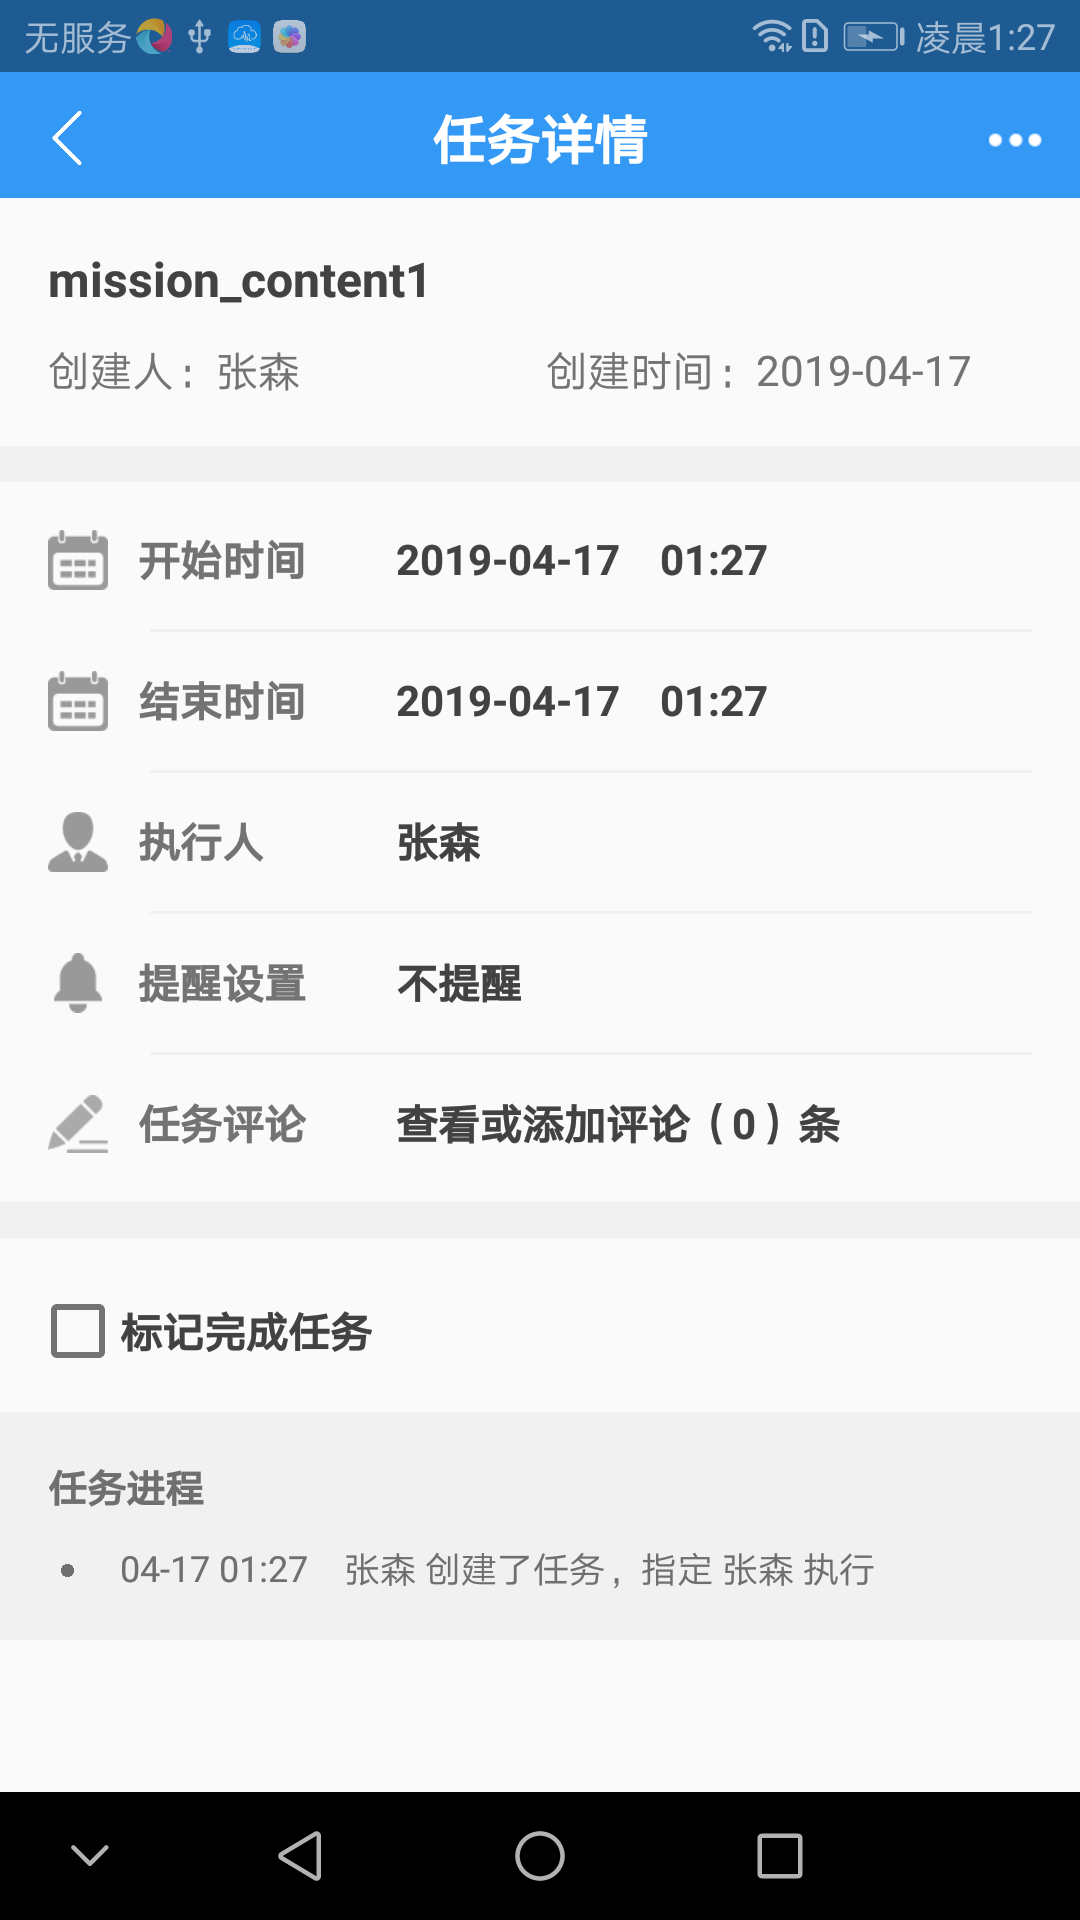 无服务 凌晨1:27
任务详情
mission_content1
创建人：张森 创建时间：2019-04-17
开始时间 2019-04-17 01:27
结束时间 2019-04-17 01:27
执行人 张森
提醒设置 不提醒
任务评论 查看或添加评论（0）条
标记完成任务
任务进程
04-17 01:27 张森 创建了任务，指定 张森 执行